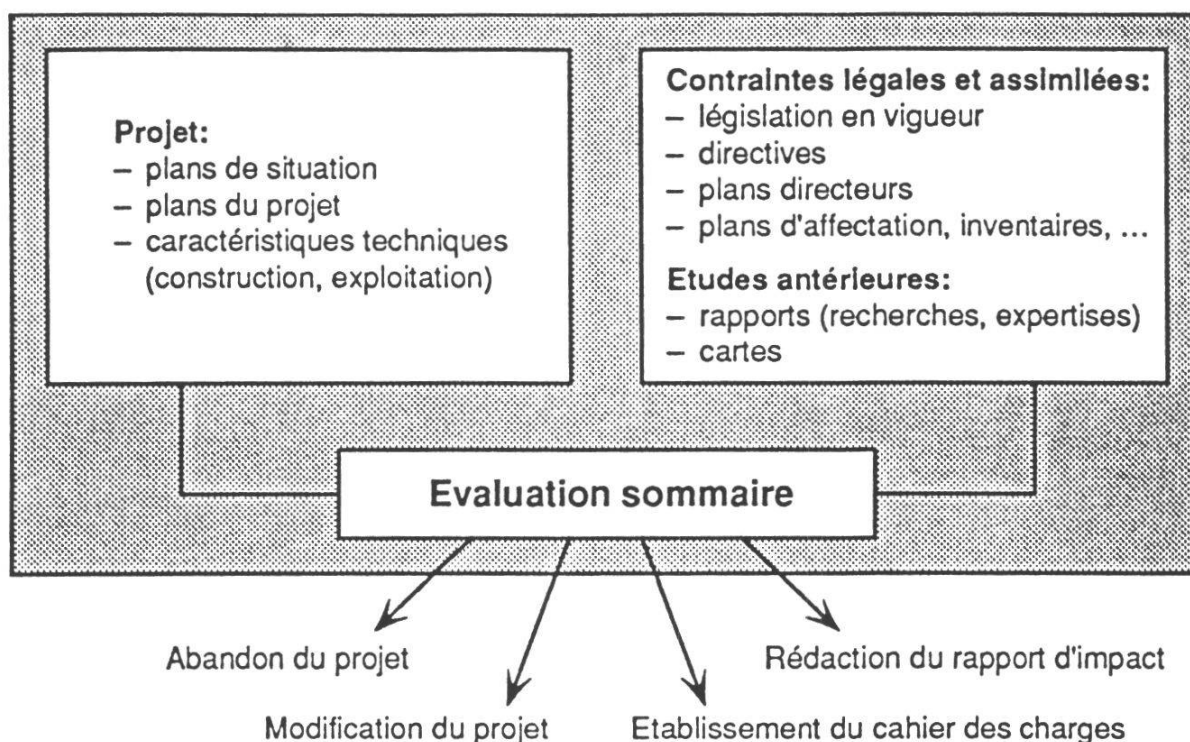 Projet:
– plans de situation
– plans du projet
– caractéristiques techniques
(construction, exploitation)
Contraintes légales et assimilées:
– législation en vigueur
– directives
– plans directeurs
– plans d'affectation, inventaires, ...
Etudes antérieures:
– rapports (recherches, expertises)
– cartes
Evaluation sommaire
Abandon du projet
Rédaction du rapport d'impact
Modification du projet
Etablissement du cahier des charges